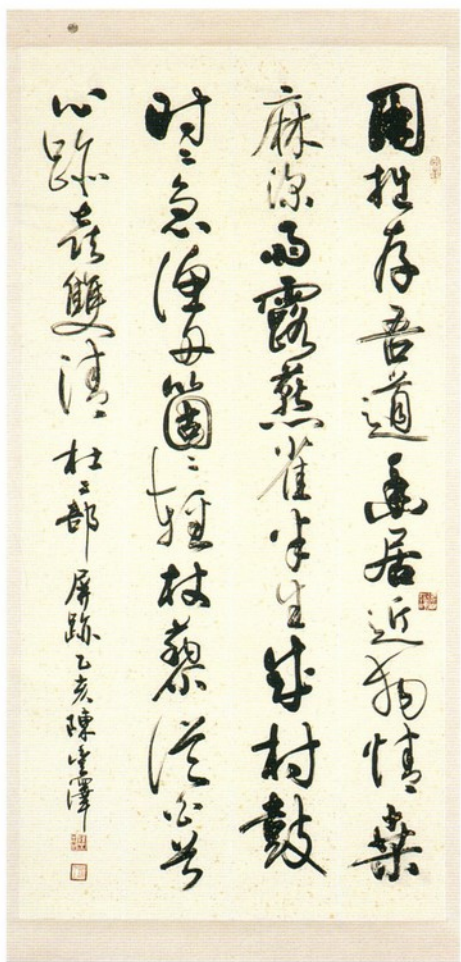 用拙存吾道幽居近物情桑
麻深雨露燕雀半生成村鼓
時〻急漁舟箇〻輕杖藜從白首
心跡喜雙清 杜工部屏跡 乙亥陳澤